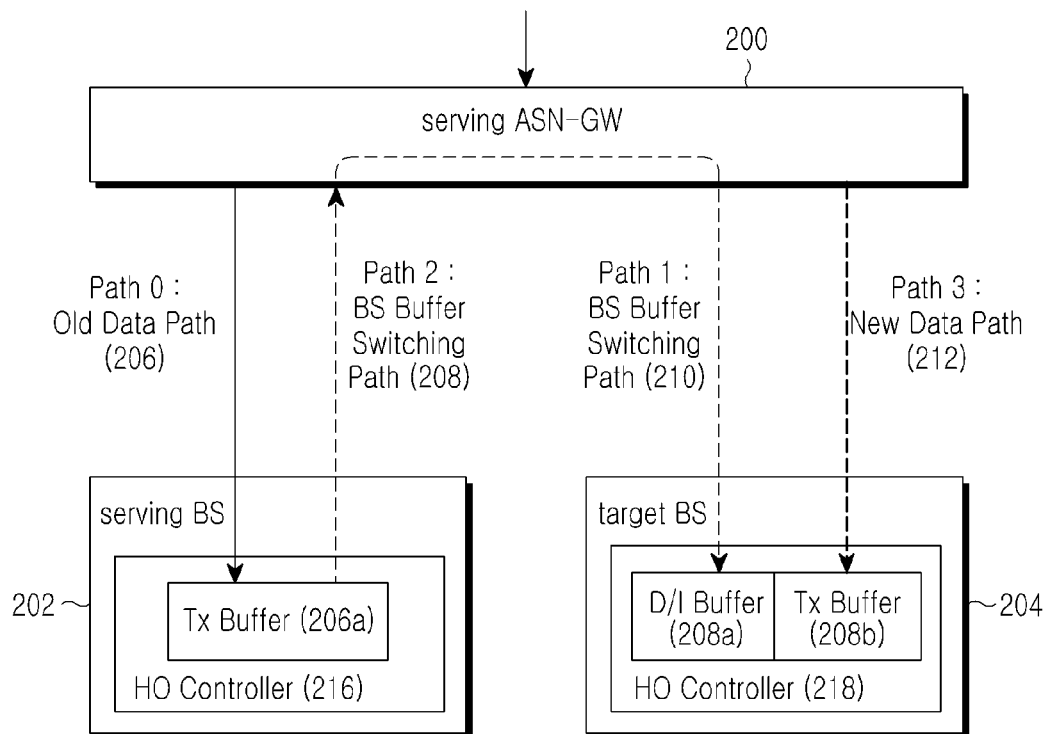 200
serving ASN-GW
Path 0 :
Old Data Path
(206)
Path 2 :
BS Buffer
Switching
Path (208)
Path 1 :
BS Buffer
Switching
Path (210)
Path 3 :
New Data Path
(212)
serving BS
202
Tx Buffer (206a)
HO Controller (216)
target BS
D/I Buffer
(208a)
Tx Buffer
(208b)
204
HO Controller (218)